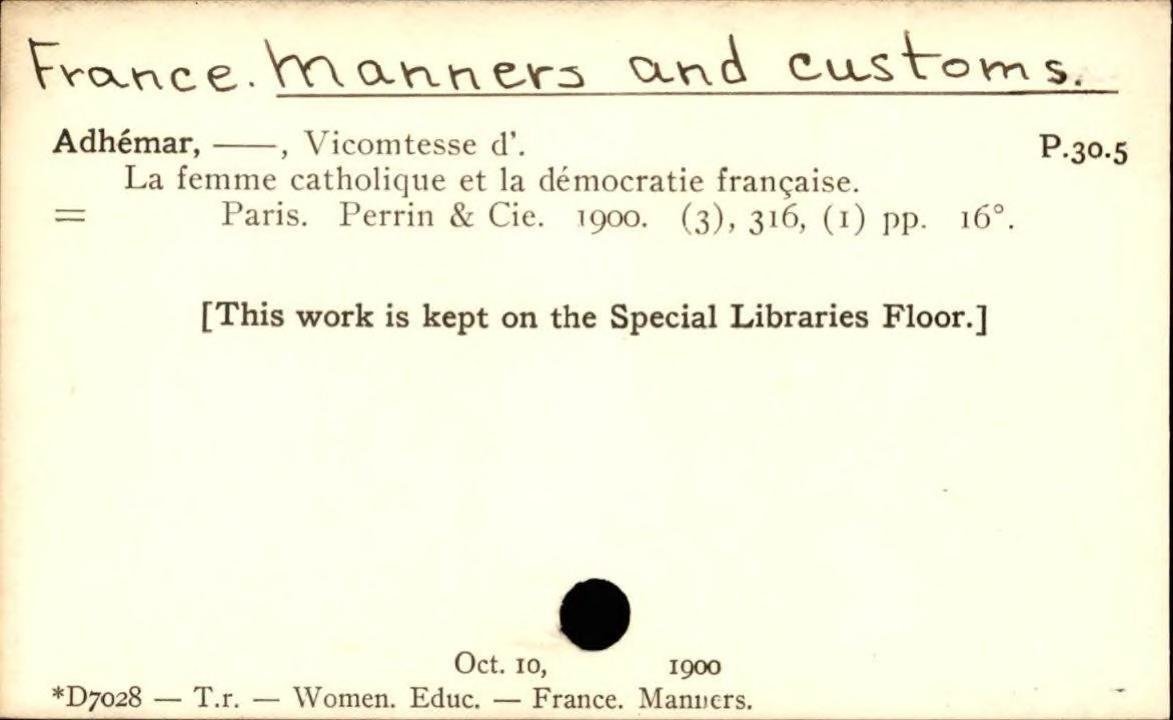 France. Manners and customs.
Adhémar, ——, Vicomtesse d'. P.30.5
La femme catholique et la démocratie française.
= Paris. Perrin & Cie. 1900. (3), 316, (1) pp. 16°.
[This work is kept on the Special Libraries Floor.]
Oct. 10, 1900
*D7028 — T.r. — Women. Educ. — France. Manners.